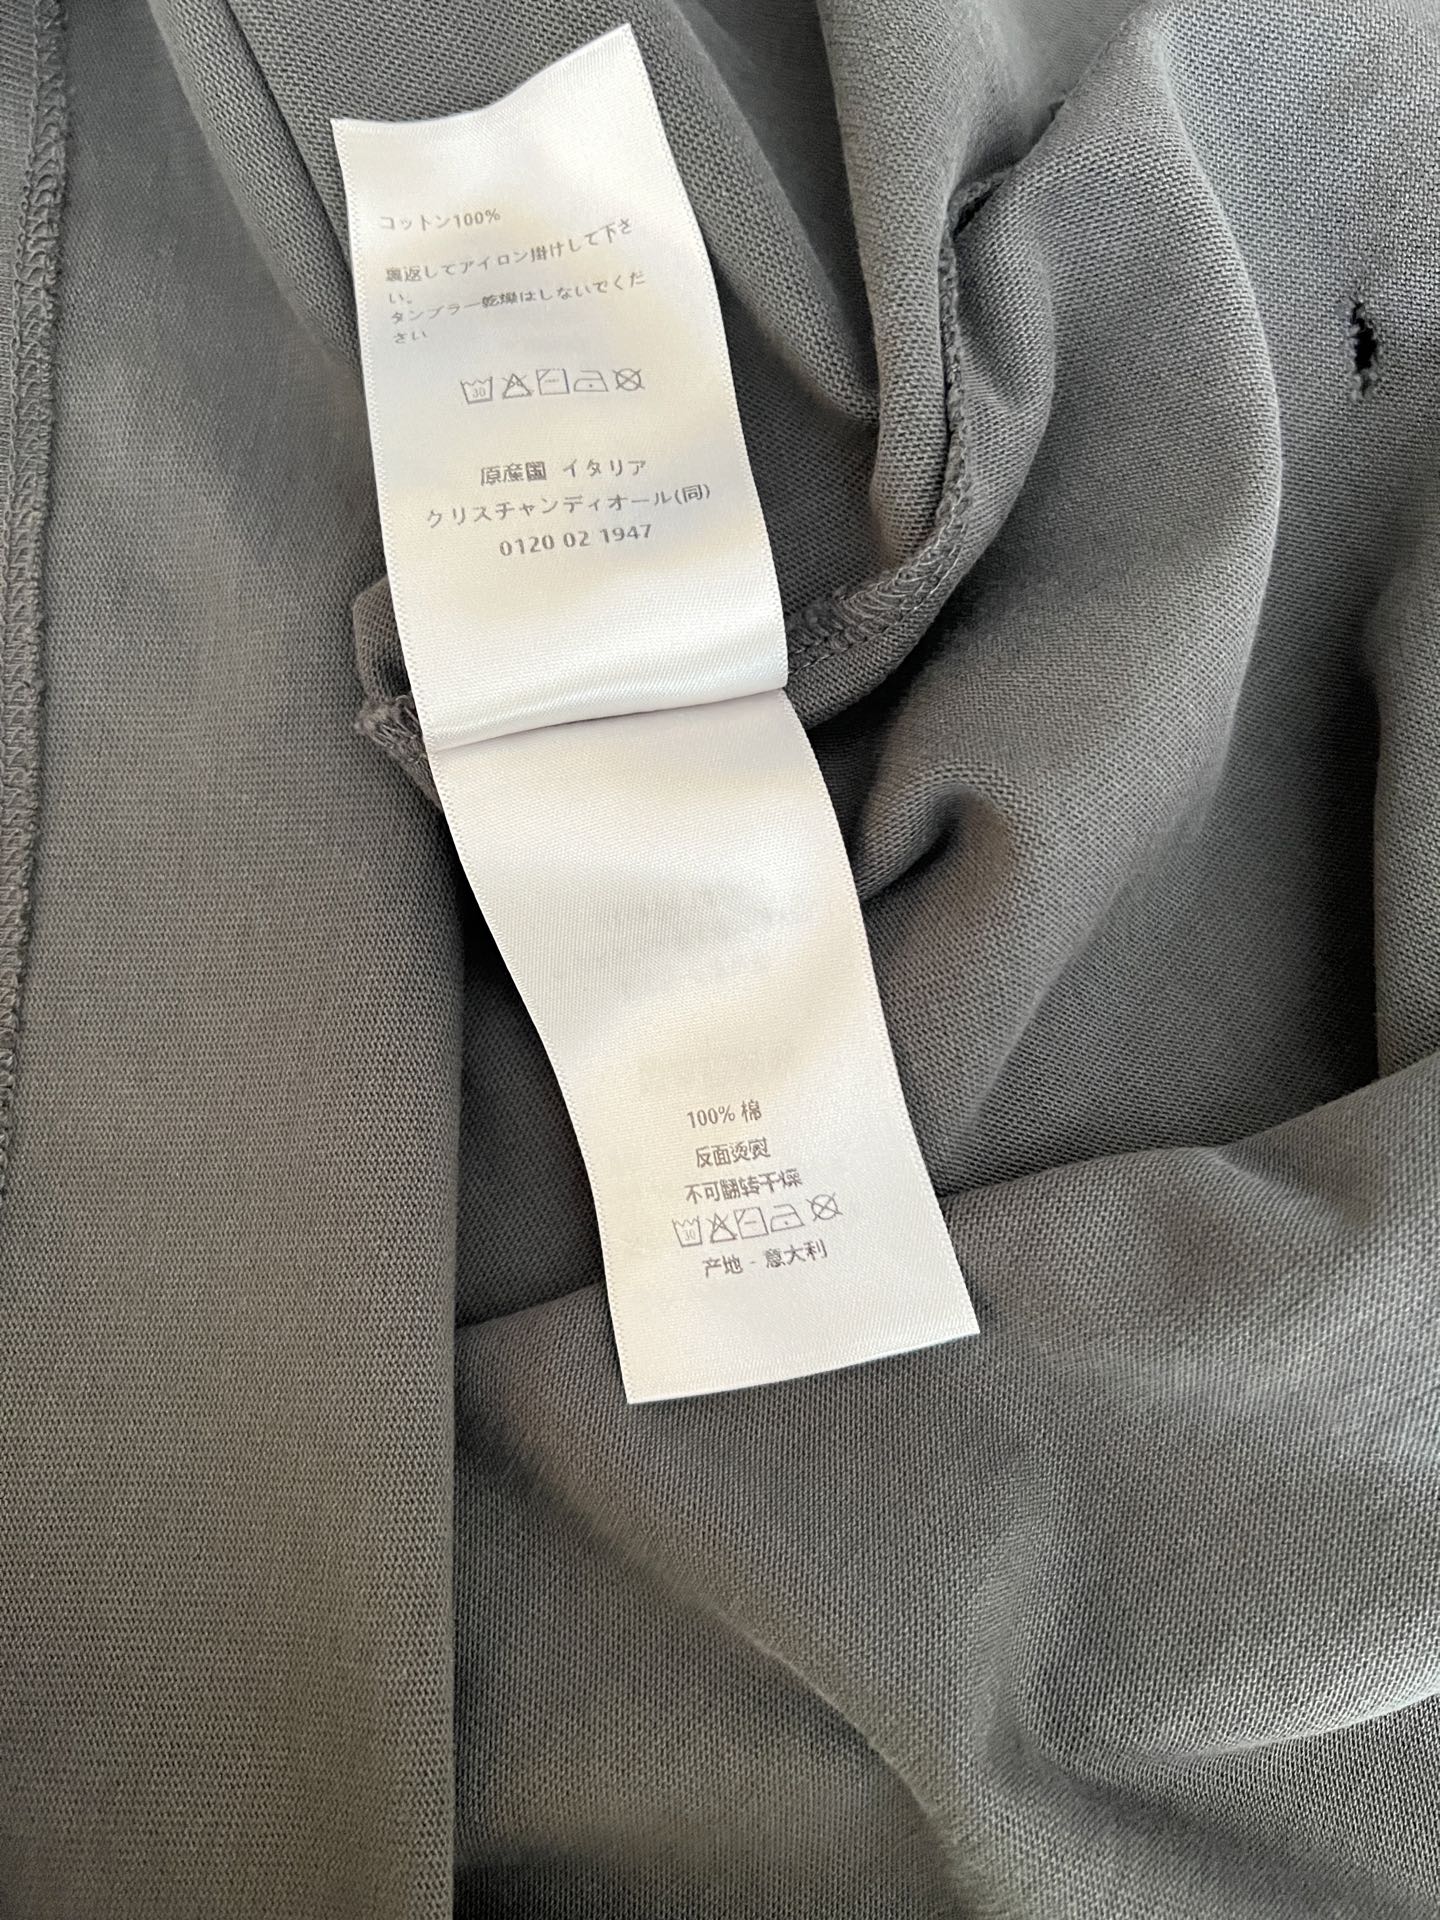 コットン100%
裏返してアイロン掛けして下さ
い。
タンブラー乾燥はしないでくだ
さい
30
原産国 イタリア
クリスチャンディオール(同)
0120 02 1947
100% 棉
反面烫熨
不可翻转干燥
30
产地 - 意大利